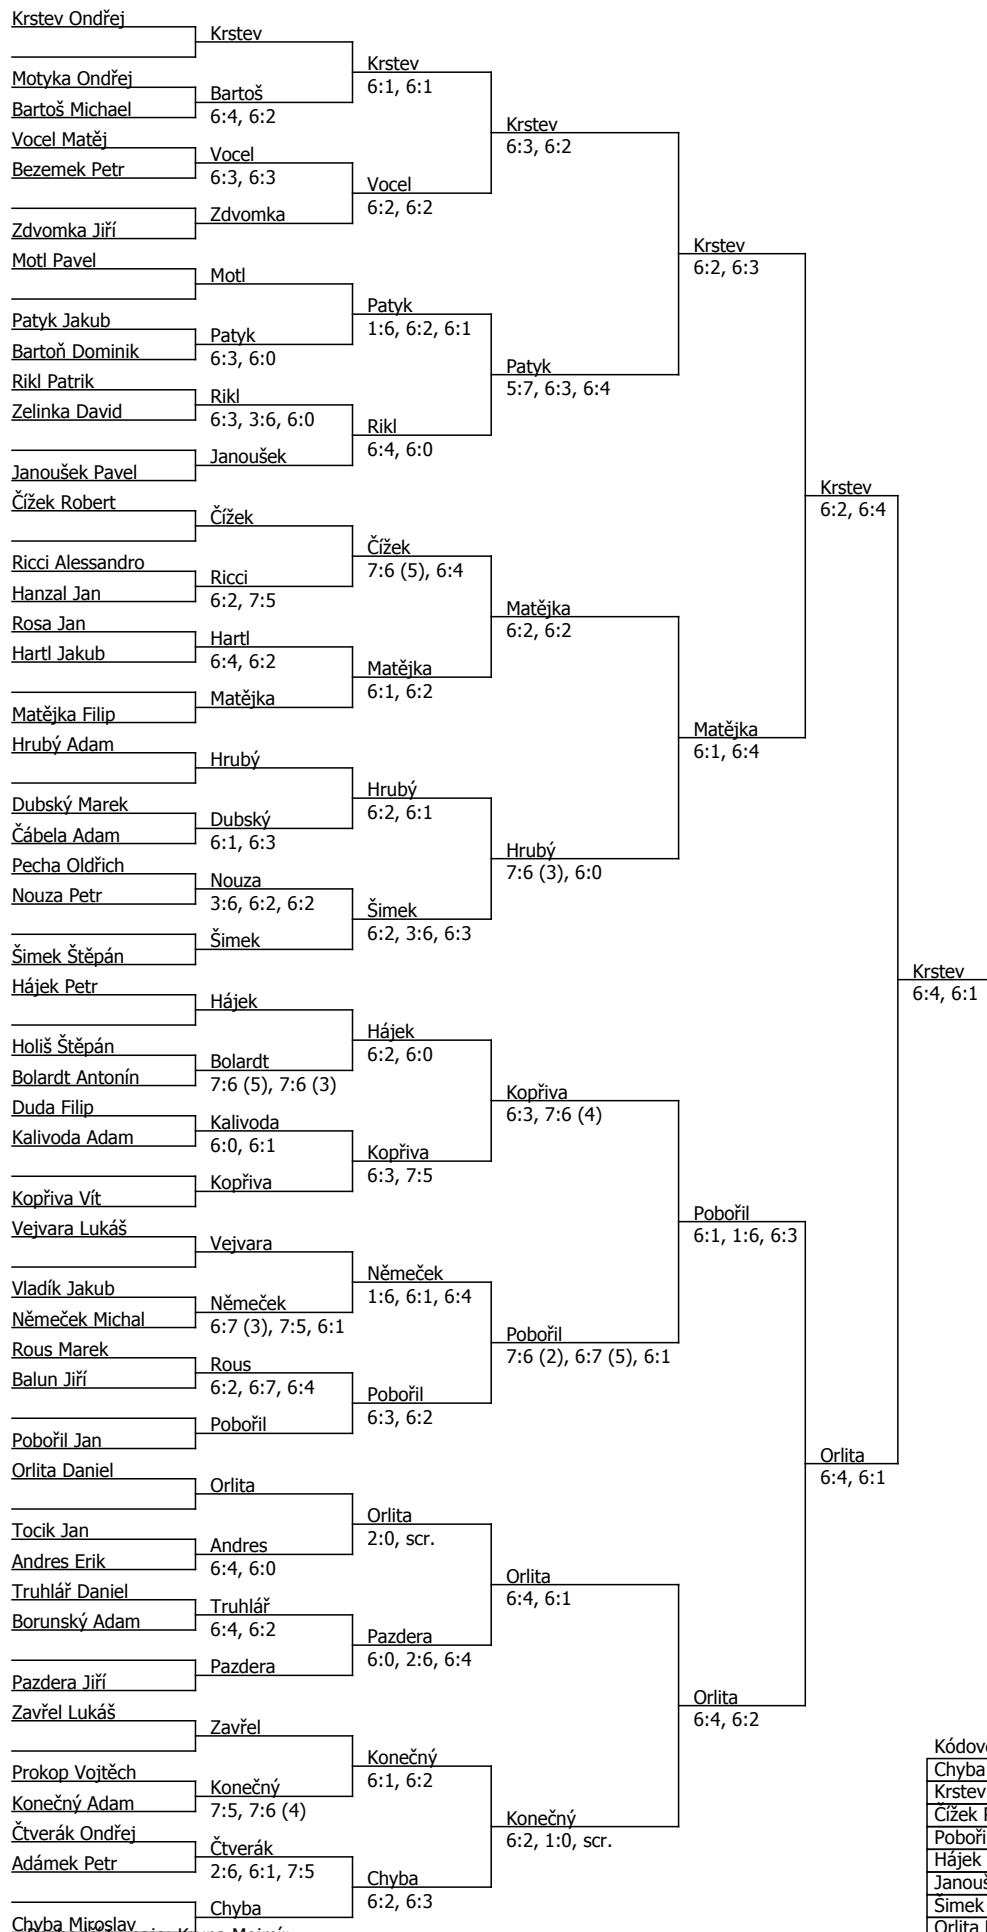 Krstev Ondřej
Motyka Ondřej
Bartoš Michael
Vocel Matěj
Bezemek Petr
Zdvomka Jiří
Motl Pavel
Patyk Jakub
Bartoň Dominik
Rikl Patrik
Zelinka David
Janoušek Pavel
Čížek Robert
Ricci Alessandro
Hanzal Jan
Rosa Jan
Hartl Jakub
Matějka Filip
Hrubý Adam
Dubský Marek
Čábela Adam
Pecha Oldřich
Nouza Petr
Šimek Štěpán
Hájek Petr
Holiš Štěpán
Bolardt Antonín
Duda Filip
Kalivoda Adam
Kopřiva Vít
Vejvara Lukáš
Vladík Jakub
Němeček Michal
Rous Marek
Balun Jiří
Pobořil Jan
Orlita Daniel
Tocik Jan
Andres Erik
Truhlář Daniel
Borunský Adam
Pazdera Jiří
Zavřel Lukáš
Prokop Vojtěch
Konečný Adam
Čtverák Ondřej
Adámek Petr
Chyba Miroslav
Krstev
Bartoš
6:4, 6:2
Vocel
6:3, 6:3
Zdvomka
Motl
Patyk
6:3, 6:0
Rikl
6:3, 3:6, 6:0
Janoušek
Čížek
Ricci
6:2, 7:5
Hartl
6:4, 6:2
Matějka
Hrubý
Dubský
6:1, 6:3
Nouza
3:6, 6:2, 6:2
Šimek
Hájek
Bolardt
7:6 (5), 7:6 (3)
Kalivoda
6:0, 6:1
Kopřiva
Vejvara
Němeček
6:7 (3), 7:5, 6:1
Rous
6:2, 6:7, 6:4
Pobořil
Orlita
Andres
6:4, 6:0
Truhlář
6:4, 6:2
Pazdera
Zavřel
Konečný
7:5, 7:6 (4)
Čtverák
2:6, 6:1, 7:5
Chyba
Krstev
6:1, 6:1
Vocel
6:2, 6:2
Patyk
1:6, 6:2, 6:1
Rikl
6:4, 6:0
Čížek
7:6 (5), 6:4
Matějka
6:1, 6:2
Hrubý
6:2, 6:1
Šimek
6:2, 3:6, 6:3
Hájek
6:2, 6:0
Kopřiva
6:3, 7:5
Němeček
1:6, 6:1, 6:4
Pobořil
6:3, 6:2
Orlita
2:0, scr.
Pazdera
6:0, 2:6, 6:4
Konečný
6:1, 6:2
Chyba
6:2, 6:3
Krstev
6:3, 6:2
Patyk
5:7, 6:3, 6:4
Matějka
6:2, 6:2
Hrubý
7:6 (3), 6:0
Kopřiva
6:3, 7:6 (4)
Pobořil
7:6 (2), 6:7 (5), 6:1
Orlita
6:4, 6:1
Konečný
6:2, 1:0, scr.
Krstev
6:2, 6:3
Matějka
6:1, 6:4
Pobořil
6:1, 1:6, 6:3
Orlita
6:4, 6:2
Krstev
6:2, 6:4
Orlita
6:4, 6:1
Krstev
6:4, 6:1
Chyba
Krstev
Čížek
Hájek
Šimek
Orlita